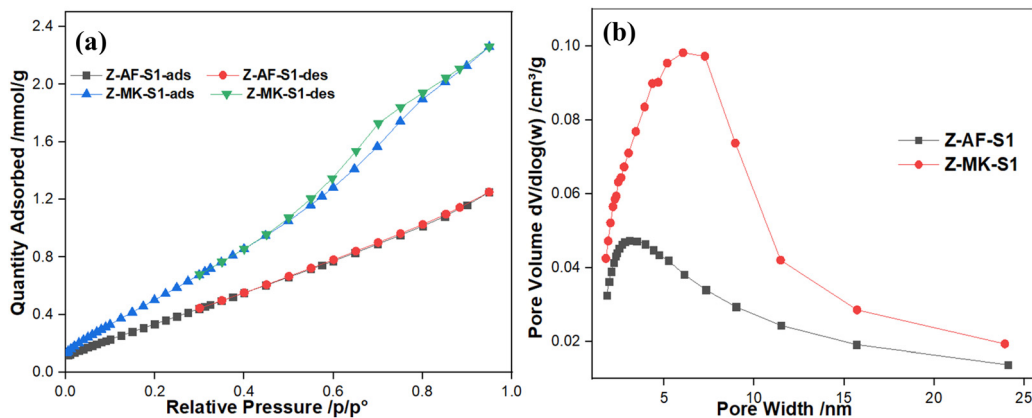 (a)
Z-AF-S1-ads
Z-AF-S1-des
Z-MK-S1-ads
Z-MK-S1-des
Quantity Adsorbed /mmol/g
2.4
2.0
1.6
1.2
0.8
0.4
0.0
0.0 0.2 0.4 0.6 0.8 1.0
Relative Pressure /p/p°
(b)
Z-AF-S1
Z-MK-S1
Pore Volume dV/dlog(w) /cm³/g
0.10
0.08
0.06
0.04
0.02
5 10 15 20 25
Pore Width /nm